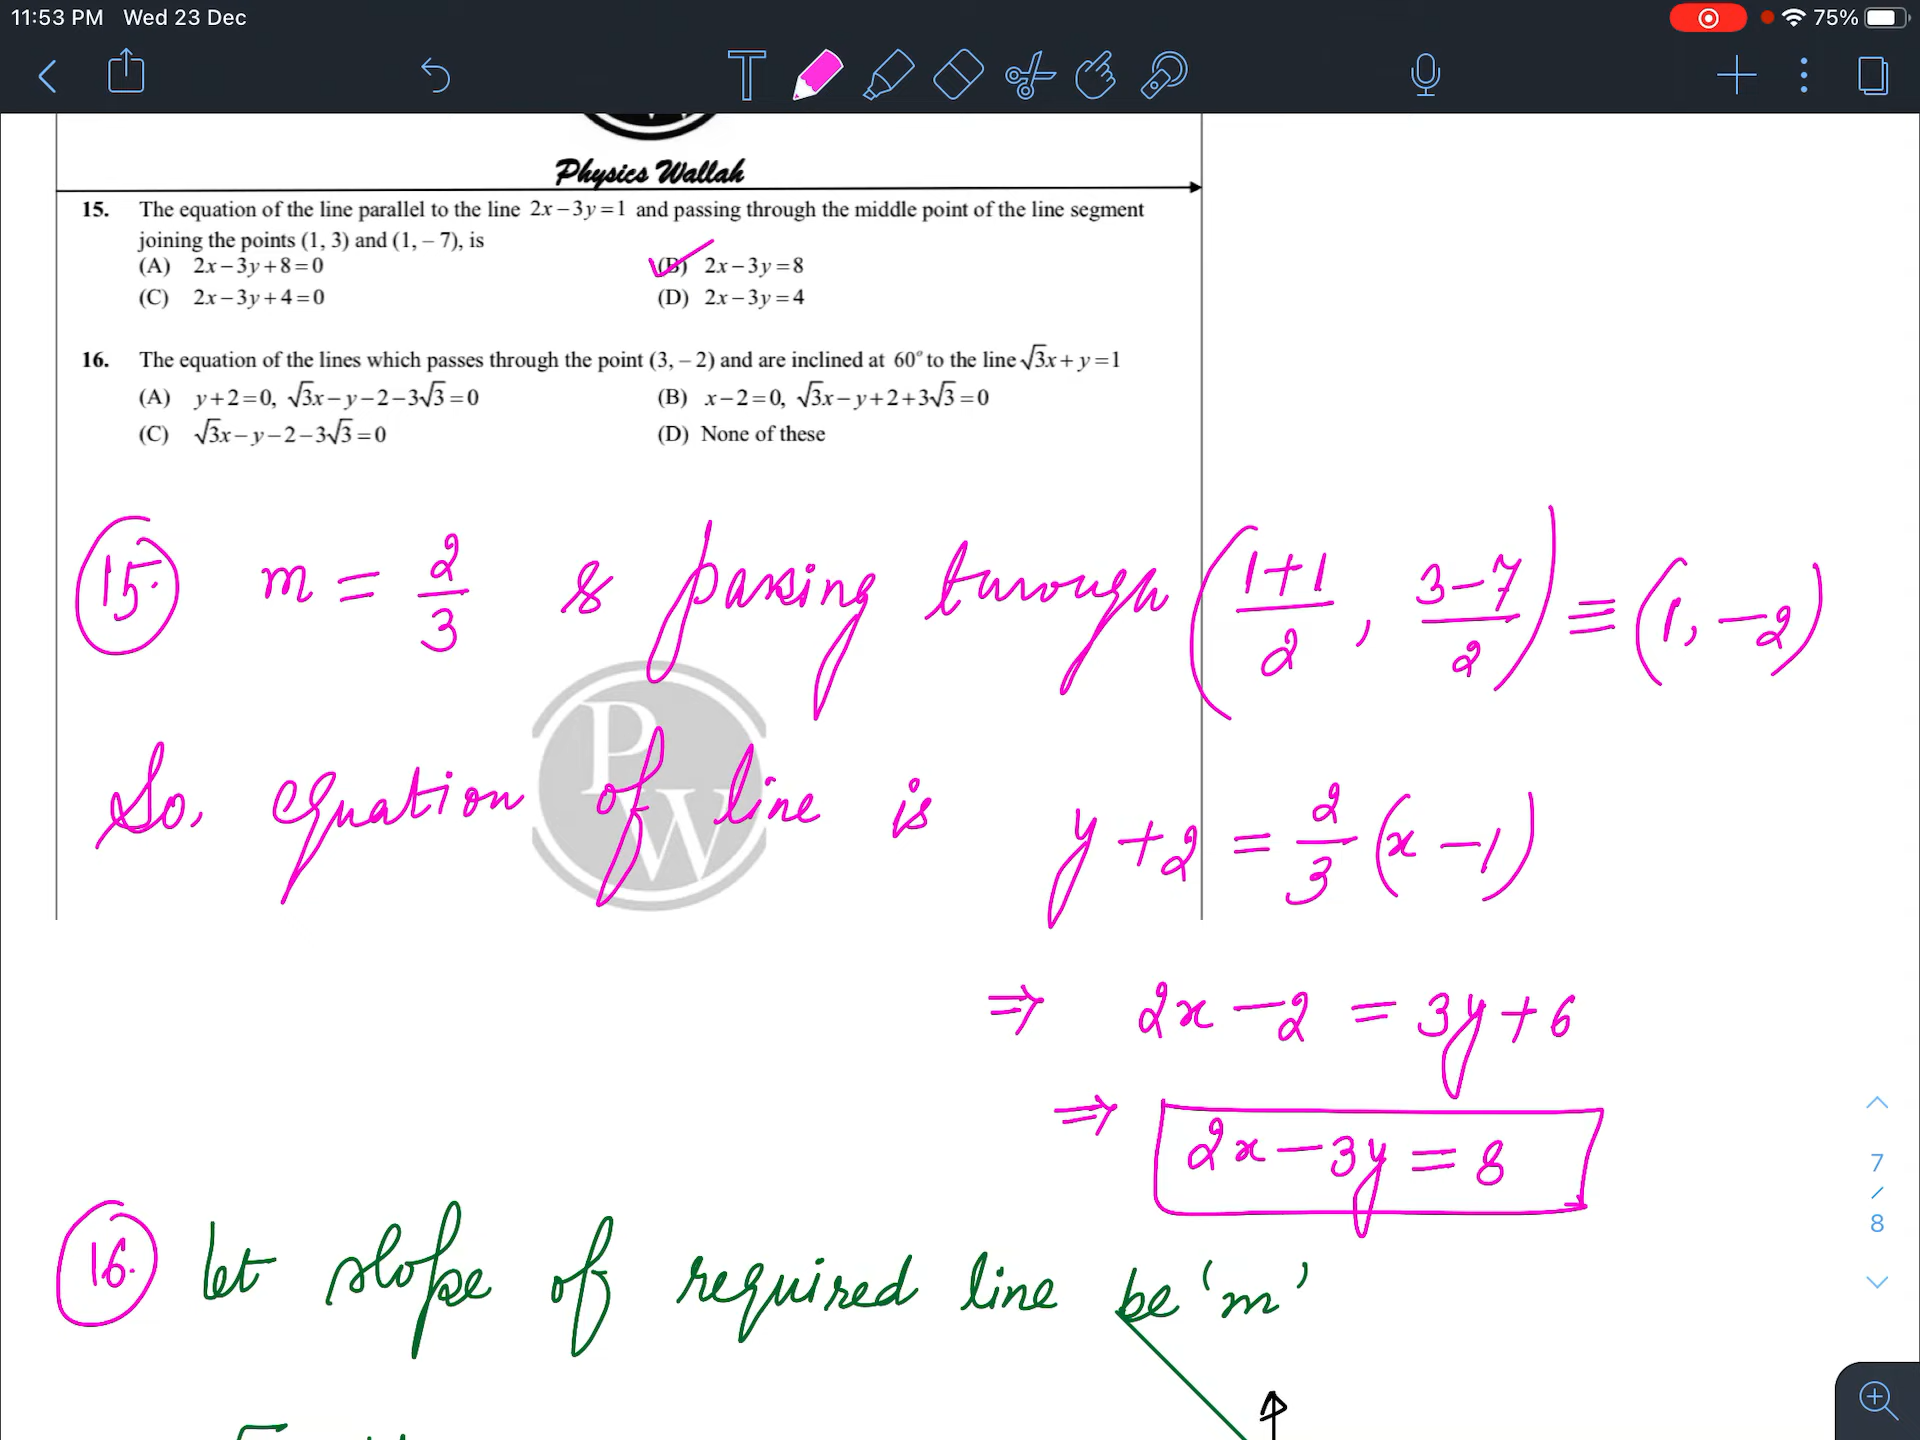 11:53 PM Wed 23 Dec
75%
Physics Wallah
15. The equation of the line parallel to the line 2x−3y=1 and passing through the middle point of the line segment
joining the points (1, 3) and (1, – 7), is
(A) 2x−3y+8=0 (B) 2x−3y=8
(C) 2x−3y+4=0 (D) 2x−3y=4
16. The equation of the lines which passes through the point (3, – 2) and are inclined at 60° to the line √3x+y=1
(A) y+2=0, √3x−y−2−3√3=0 (B) x−2=0, √3x−y+2+3√3=0
(C) √3x−y−2−3√3=0 (D) None of these
15. m = 2/3 & passing through ((1+1)/2, (3−7)/2) ≡ (1, −2)
PW
So, equation of line is y+2 = 2/3 (x−1)
⇒ 2x−2 = 3y+6
⇒ 2x−3y = 8
7
/
8
16. let slope of required line be 'm'